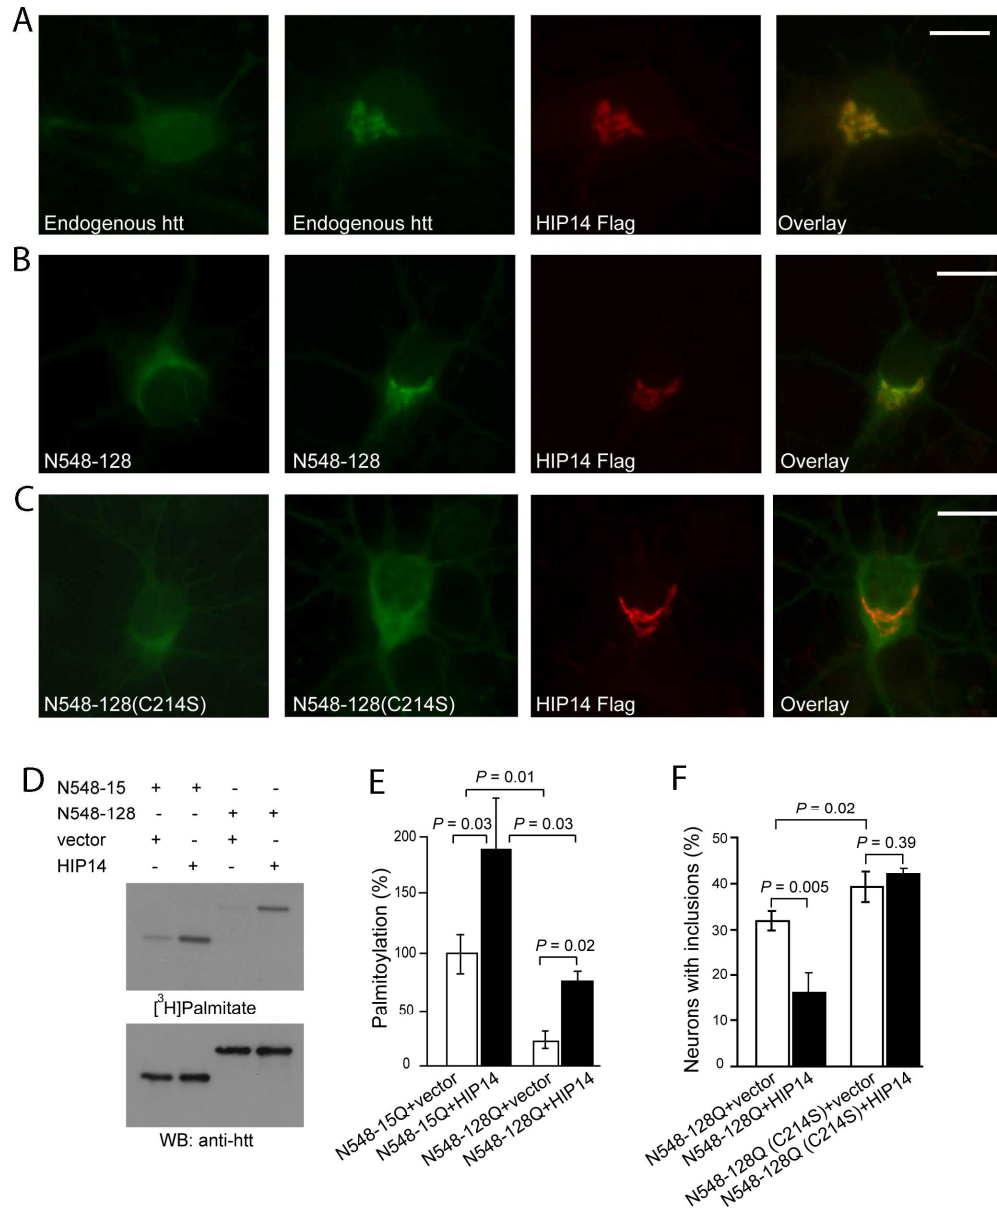 A
Endogenous htt
Endogenous htt
HIP14 Flag
Overlay
B
N548-128
N548-128
HIP14 Flag
Overlay
C
N548-128(C214S)
N548-128(C214S)
HIP14 Flag
Overlay
D
N548-15 + + - -
N548-128 - - + +
vector + - + -
HIP14 - + - +
[³H]Palmitate
WB: anti-htt
E
P = 0.01
P = 0.03
P = 0.03
P = 0.02
Palmitoylation (%)
200
150
100
50
0
N548-15Q+vector
N548-15Q+HIP14
N548-128Q+vector
N548-128Q+HIP14
F
P = 0.02
P = 0.39
P = 0.005
Neurons with inclusions (%)
50
40
30
20
10
0
N548-128Q+vector
N548-128Q+HIP14
N548-128Q (C214S)+vector
N548-128Q (C214S)+HIP14